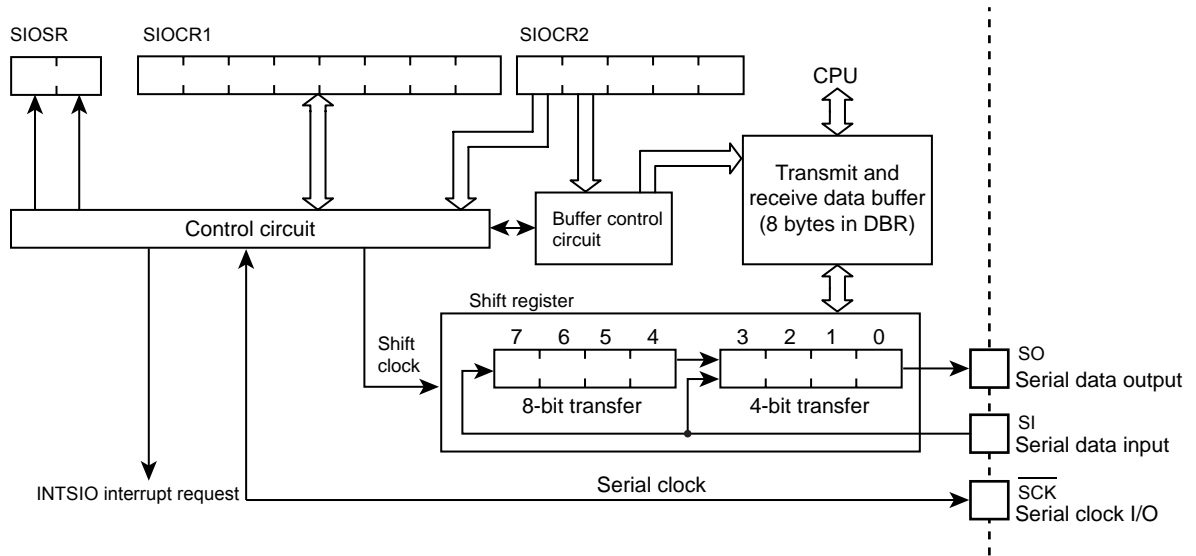 SIOSR
SIOCR1
SIOCR2
CPU
Transmit and
receive data buffer
(8 bytes in DBR)
Control circuit
Buffer control
circuit
Shift register
7 6 5 4 3 2 1 0
Shift
clock
8-bit transfer
4-bit transfer
SO
Serial data output
SI
Serial data input
INTSIO interrupt request
Serial clock
SCK
Serial clock I/O